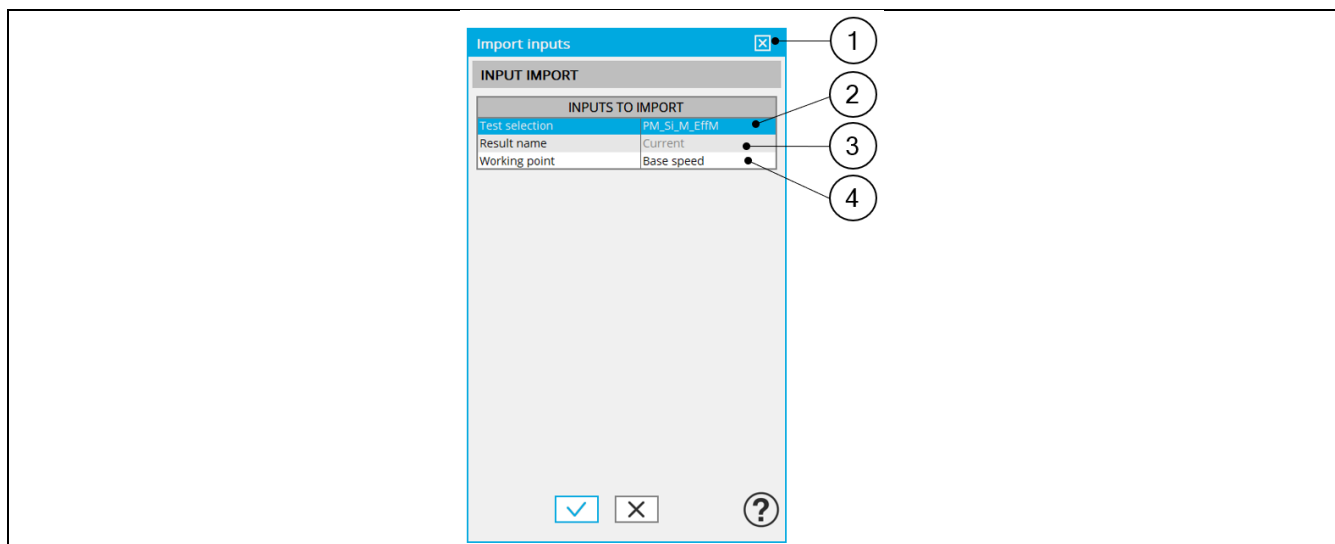 Import inputs
1
INPUT IMPORT
2
INPUTS TO IMPORT
Test selection PM_Si_M_EffM
Result name Current
3
Working point Base speed
4
?